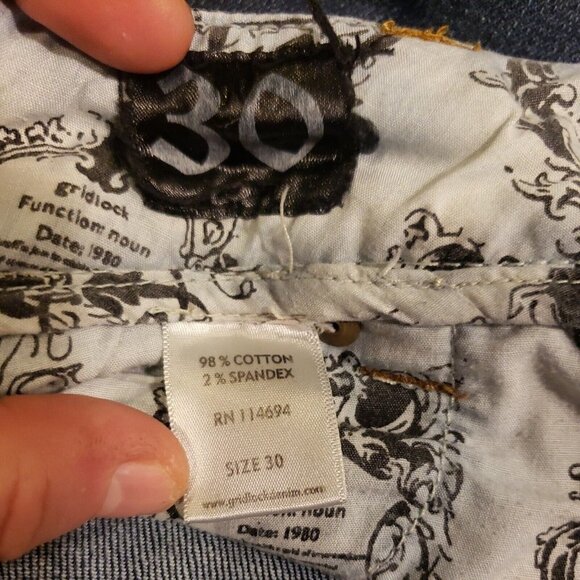 30
gridlock
Function: noun
Date: 1980
98% COTTON
2% SPANDEX
RN 114694
SIZE 30
www.gridlockdenim.com
noun
Date: 1980